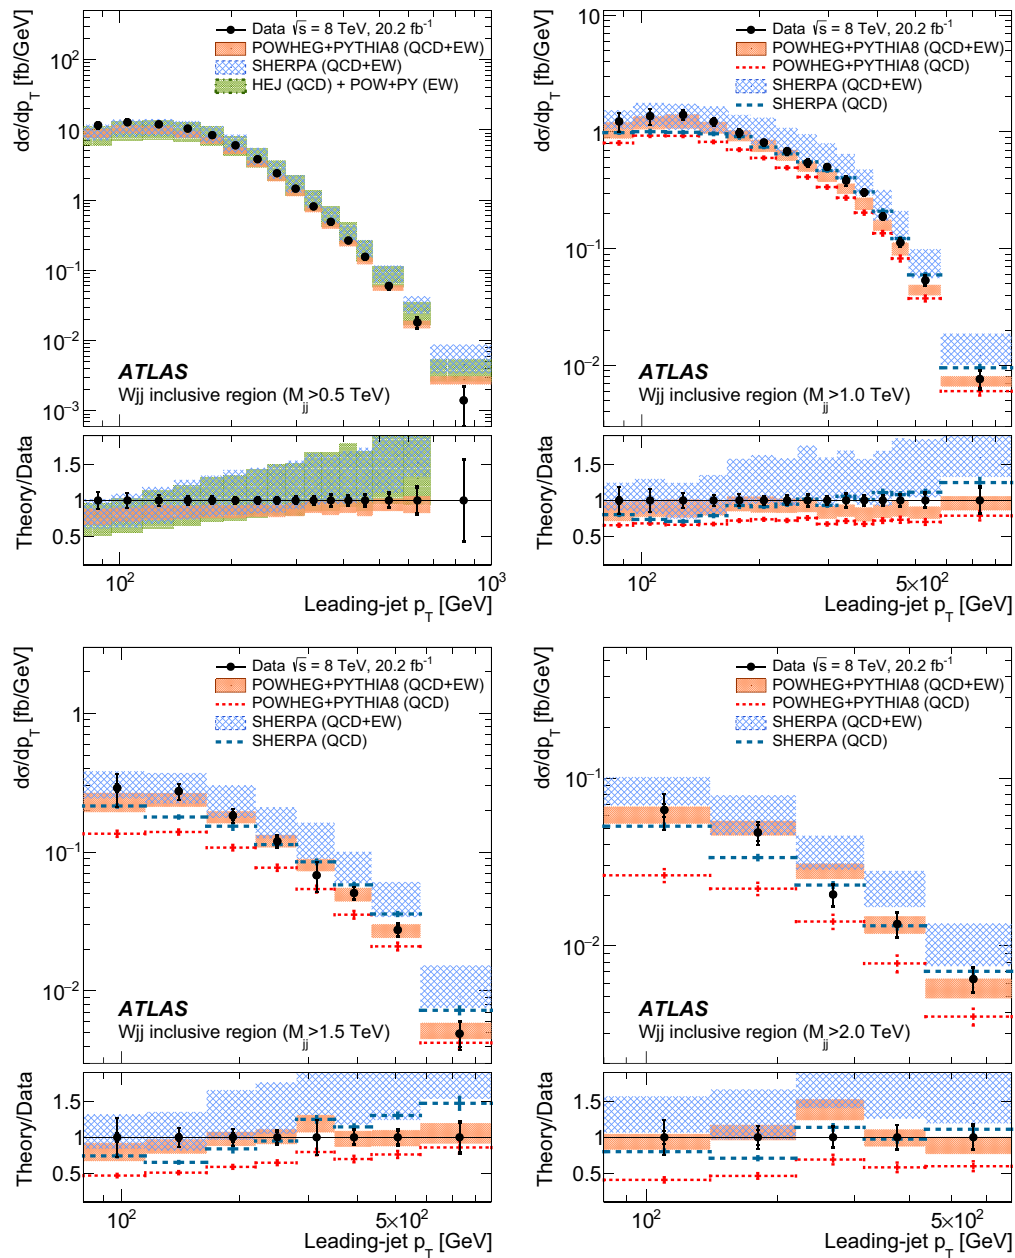 dσ/dp_T [fb/GeV]
10²
10
1
10⁻¹
10⁻²
10⁻³
Data √s = 8 TeV, 20.2 fb⁻¹
POWHEG+PYTHIA8 (QCD+EW)
SHERPA (QCD+EW)
HEJ (QCD) + POW+PY (EW)
ATLAS
Wjj inclusive region (M_jj>0.5 TeV)
Theory/Data
1.5
1
0.5
10²
10³
Leading-jet p_T [GeV]
dσ/dp_T [fb/GeV]
10
1
10⁻¹
10⁻²
Data √s = 8 TeV, 20.2 fb⁻¹
POWHEG+PYTHIA8 (QCD+EW)
POWHEG+PYTHIA8 (QCD)
SHERPA (QCD+EW)
SHERPA (QCD)
ATLAS
Wjj inclusive region (M_jj>1.0 TeV)
Theory/Data
1.5
1
0.5
10²
5×10²
Leading-jet p_T [GeV]
dσ/dp_T [fb/GeV]
1
10⁻¹
10⁻²
Data √s = 8 TeV, 20.2 fb⁻¹
POWHEG+PYTHIA8 (QCD+EW)
POWHEG+PYTHIA8 (QCD)
SHERPA (QCD+EW)
SHERPA (QCD)
ATLAS
Wjj inclusive region (M_jj>1.5 TeV)
Theory/Data
1.5
1
0.5
10²
5×10²
Leading-jet p_T [GeV]
dσ/dp_T [fb/GeV]
10⁻¹
10⁻²
Data √s = 8 TeV, 20.2 fb⁻¹
POWHEG+PYTHIA8 (QCD+EW)
POWHEG+PYTHIA8 (QCD)
SHERPA (QCD+EW)
SHERPA (QCD)
ATLAS
Wjj inclusive region (M_jj>2.0 TeV)
Theory/Data
1.5
1
0.5
10²
5×10²
Leading-jet p_T [GeV]